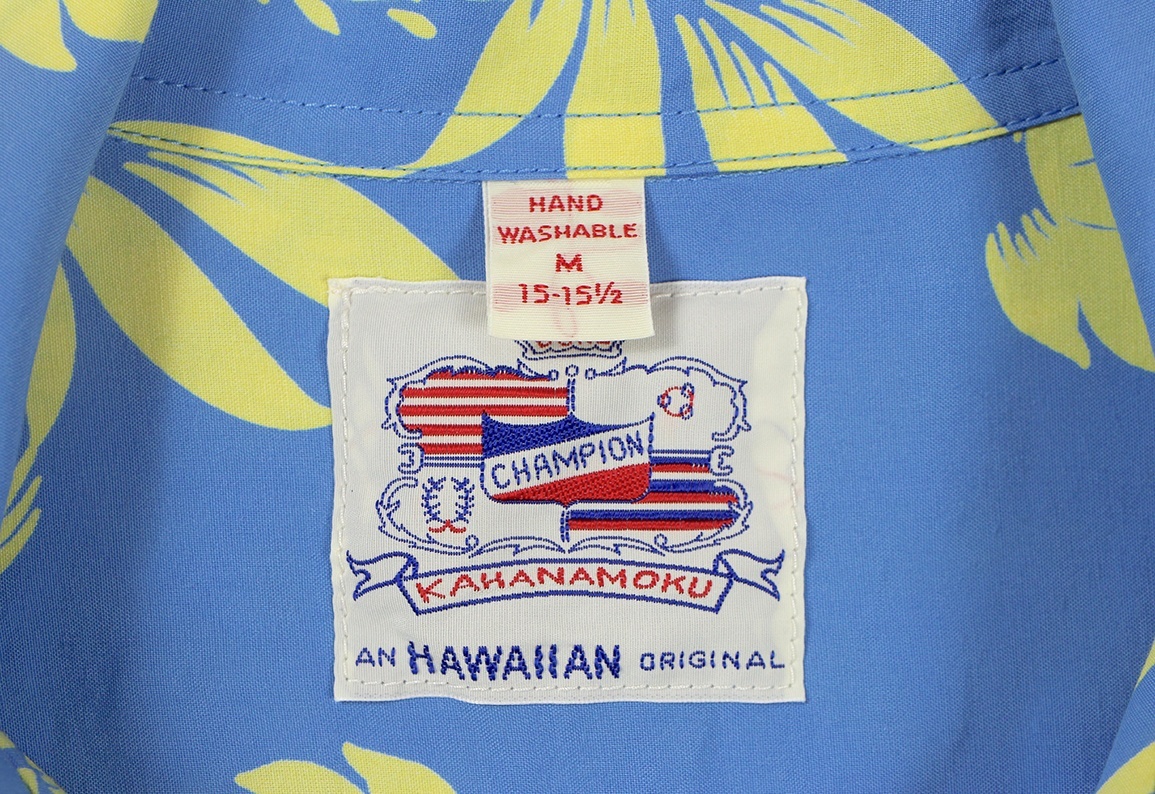 HAND
WASHABLE
M
15-15½
CHAMPION
KAHANAMOKU
AN HAWAIIAN ORIGINAL